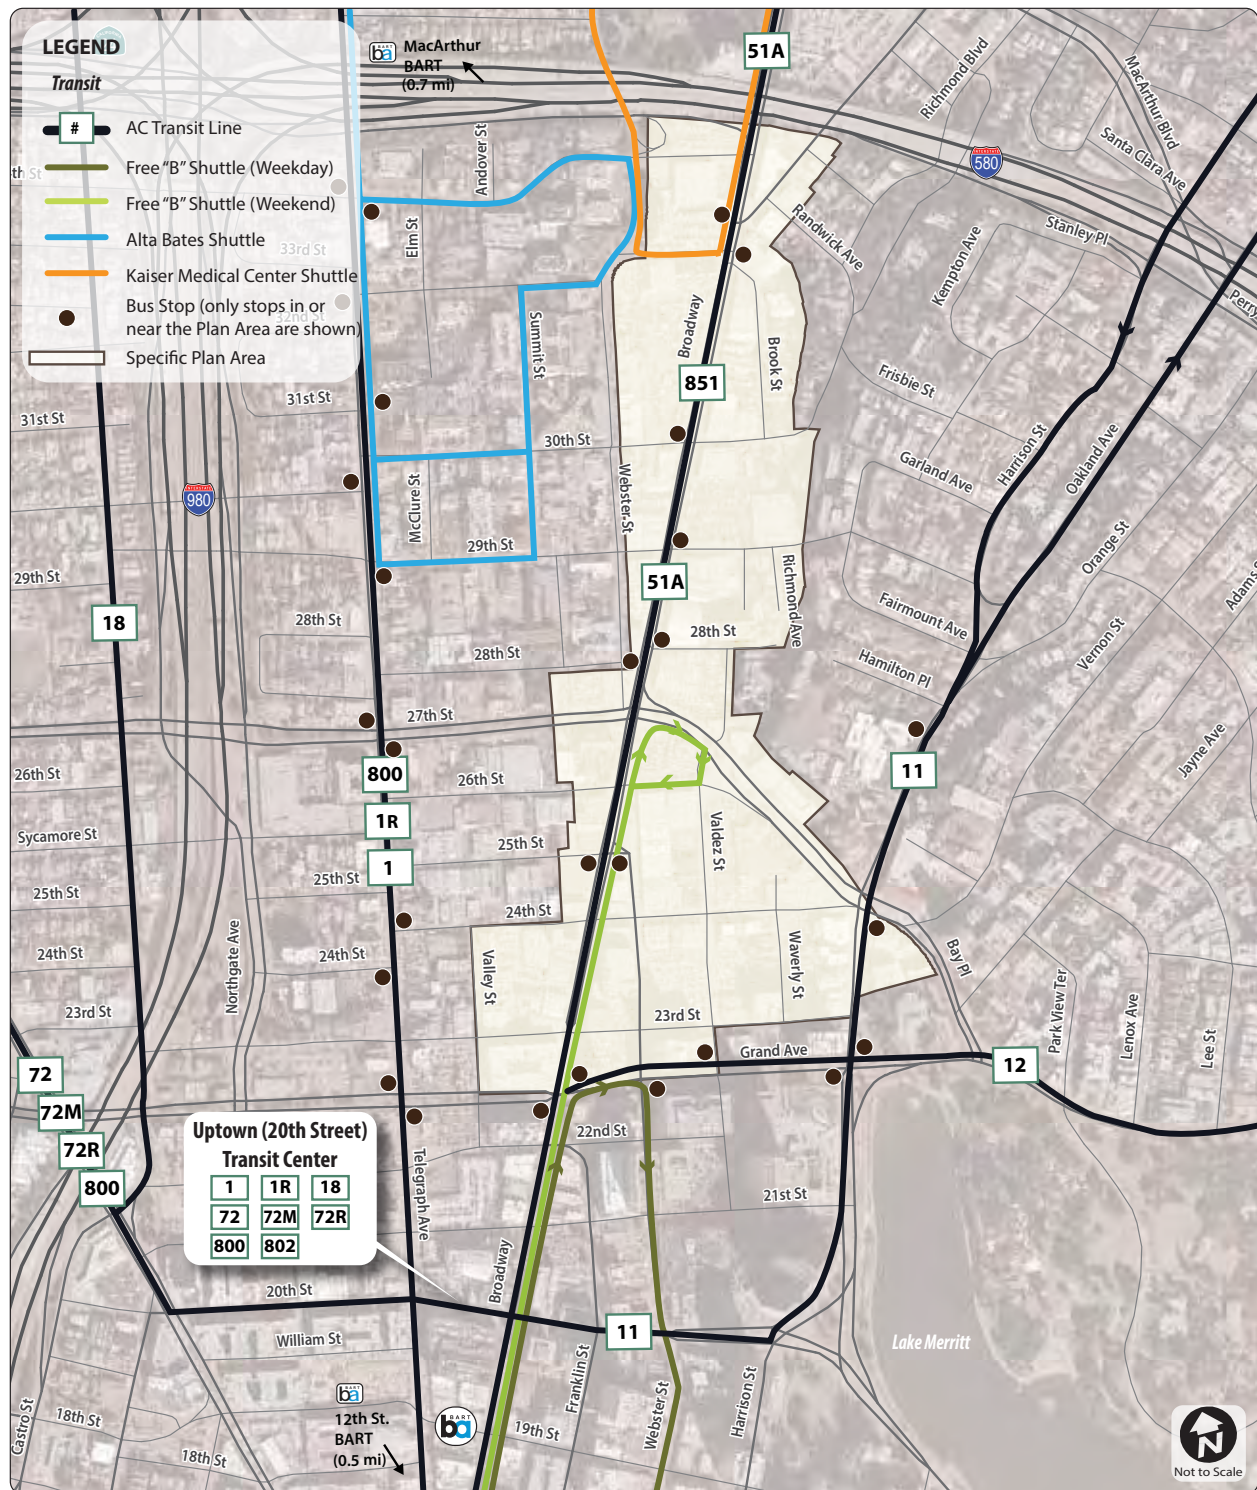 LEGEND
Transit
#
AC Transit Line
Free “B” Shuttle (Weekday)
Free “B” Shuttle (Weekend)
Alta Bates Shuttle
Kaiser Medical Center Shuttle
Bus Stop (only stops in or
near the Plan Area are shown)
Specific Plan Area
BART
ba
MacArthur
BART
(0.7 mi)
51A
Richmond Blvd
MacArthur Blvd
Santa Clara Ave
INTERSTATE
580
Stanley Pl
Perry
Andover St
Elm St
33rd St
32nd St
Randwick Ave
Kempton Ave
Summit St
Broadway
Brook St
851
Frisbie St
31st St
31st St
30th St
Harrison St
Oakland Ave
Garland Ave
INTERSTATE
980
McClure St
Webster St
29th St
29th St
Orange St
Adams
51A
Richmond Ave
Fairmount Ave
18
28th St
28th St
28th St
Hamilton Pl
Vernon St
27th St
Jayne Ave
26th St
800
26th St
11
1R
Sycamore St
25th St
Valdez St
1
25th St
25th St
24th St
24th St
24th St
Northgate Ave
Valley St
Waverly St
Bay Pl
Park View Ter
Lenox Ave
Lee St
23rd St
23rd St
Grand Ave
12
72
72M
72R
800
Uptown (20th Street)
Transit Center
1 1R 18
72 72M 72R
800 802
22nd St
Telegraph Ave
21st St
Broadway
20th St
11
William St
Lake Merritt
Franklin St
Webster St
Harrison St
Castro St
18th St
18th St
BART
ba
12th St.
BART
(0.5 mi)
BART
ba
19th St
N
Not to Scale